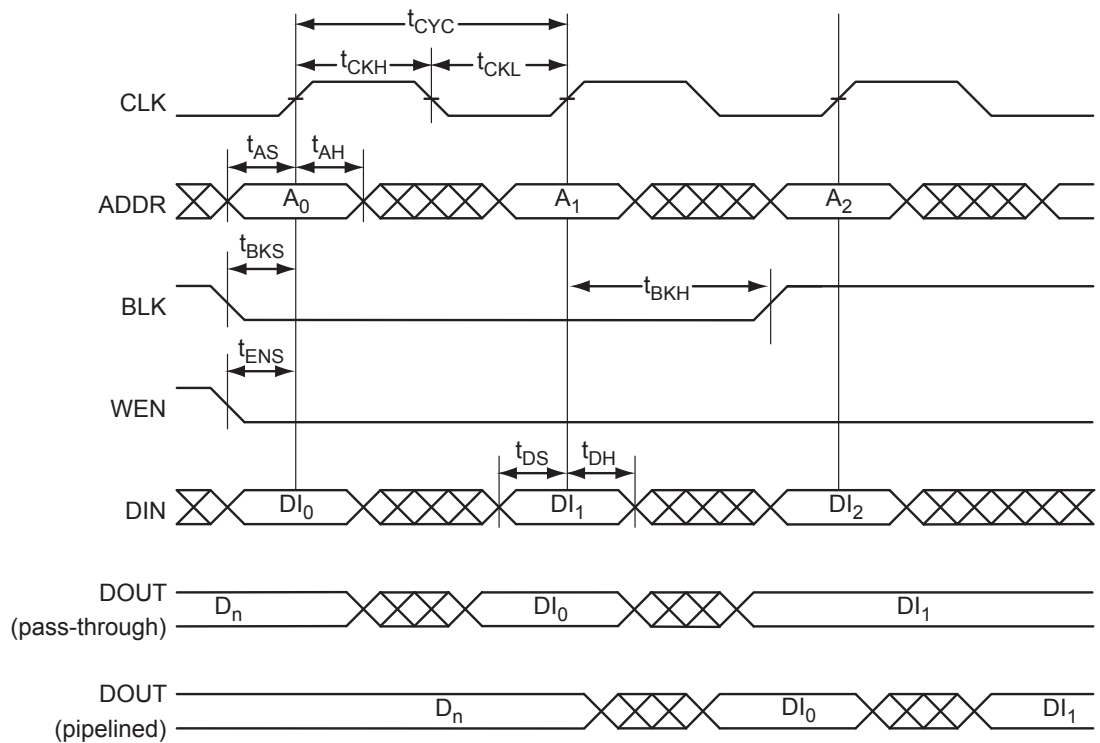 tCYC
tCKH tCKL
CLK
tAS tAH
ADDR A0 A1 A2
tBKS
tBKH
BLK
tENS
WEN
tDS tDH
DIN DI0 DI1 DI2
DOUT
(pass-through)
Dn DI0 DI1
DOUT
(pipelined)
Dn DI0 DI1